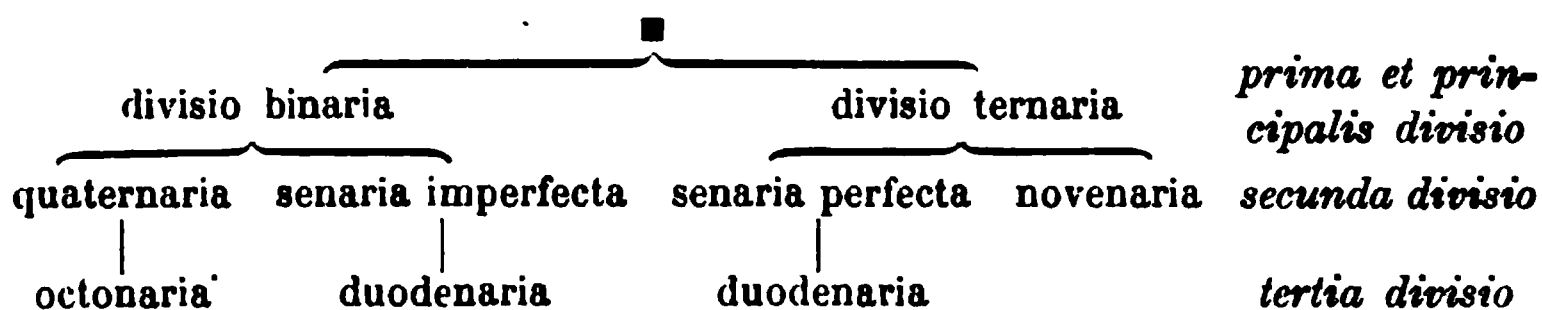 divisio binaria divisio ternaria prima et prin-
cipalis divisio
quaternaria senaria imperfecta senaria perfecta novenaria secunda divisio
octonaria duodenaria duodenaria tertia divisio